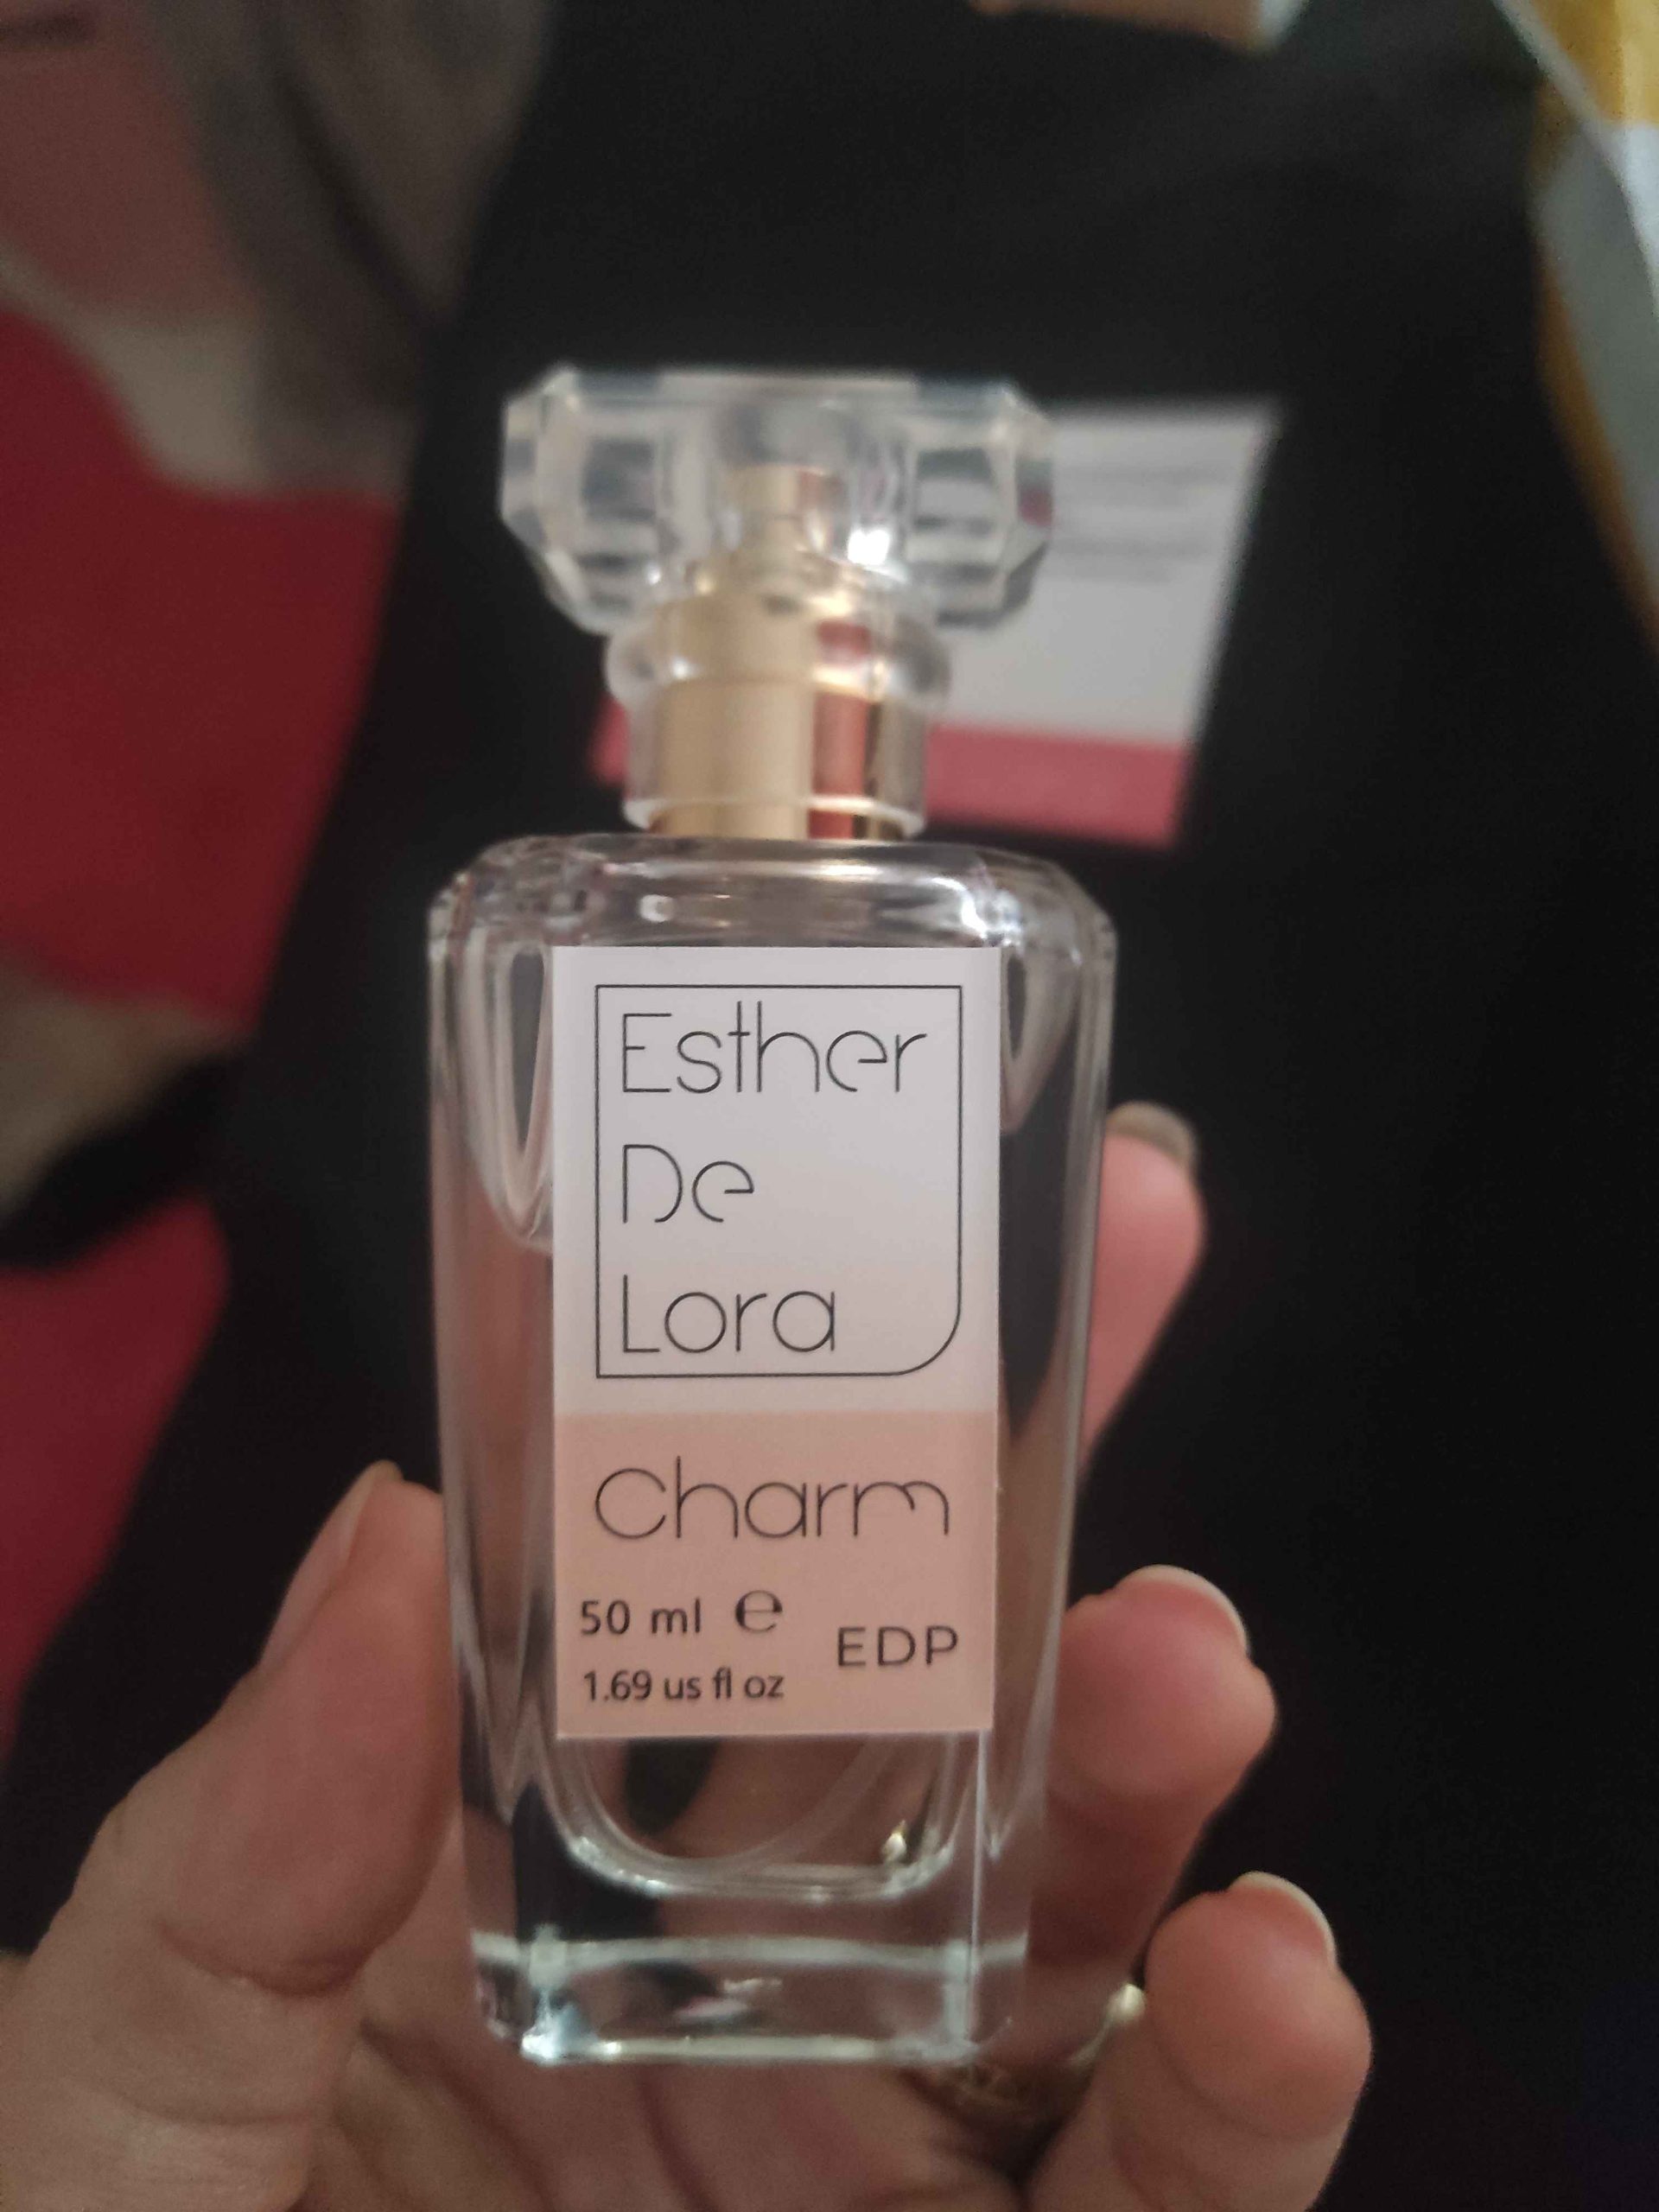 Esther
De
Lora
Charm
50 ml ℮
EDP
1.69 us fl oz